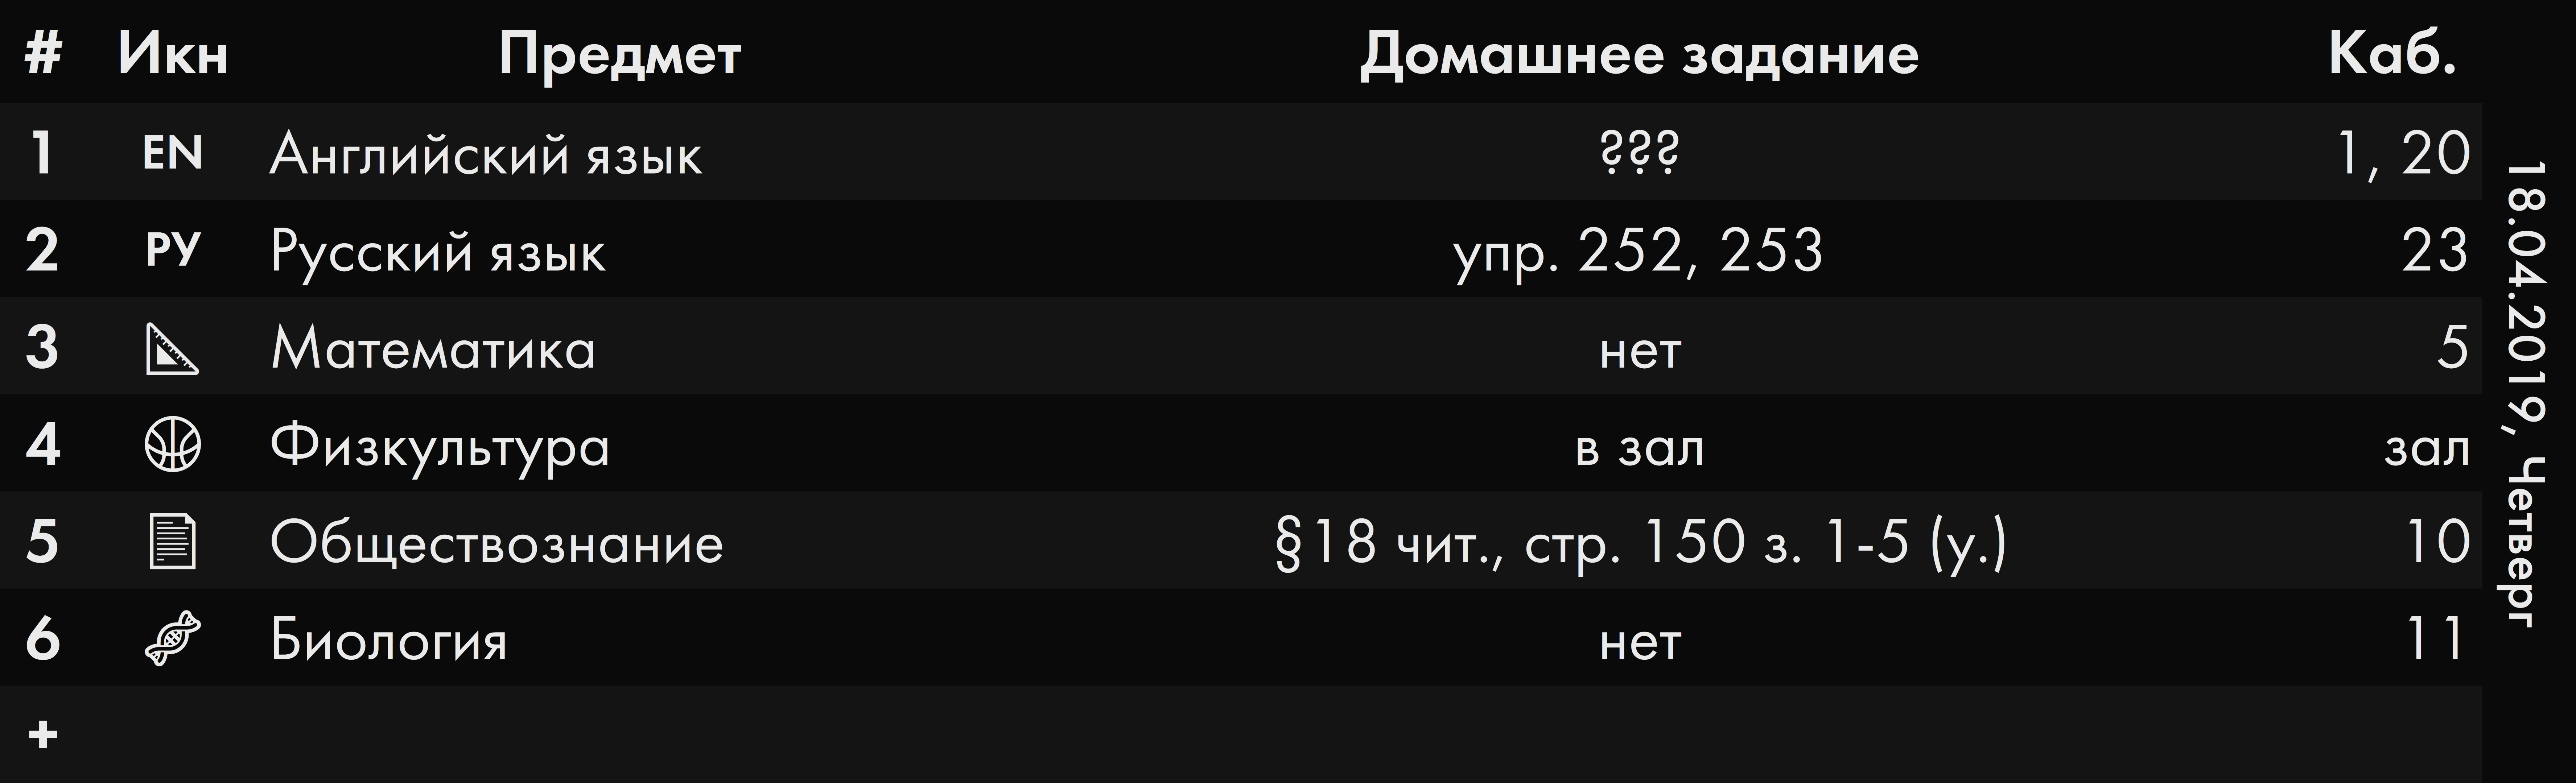 # Икн Предмет Домашнее задание Каб.
1 EN Английский язык ??? 1, 20
2 РУ Русский язык упр. 252, 253 23
3 Математика нет 5
4 Физкультура в зал зал
5 Обществознание §18 чит., стр. 150 з. 1-5 (у.) 10
6 Биология нет 11
+
18.04.2019, Четверг